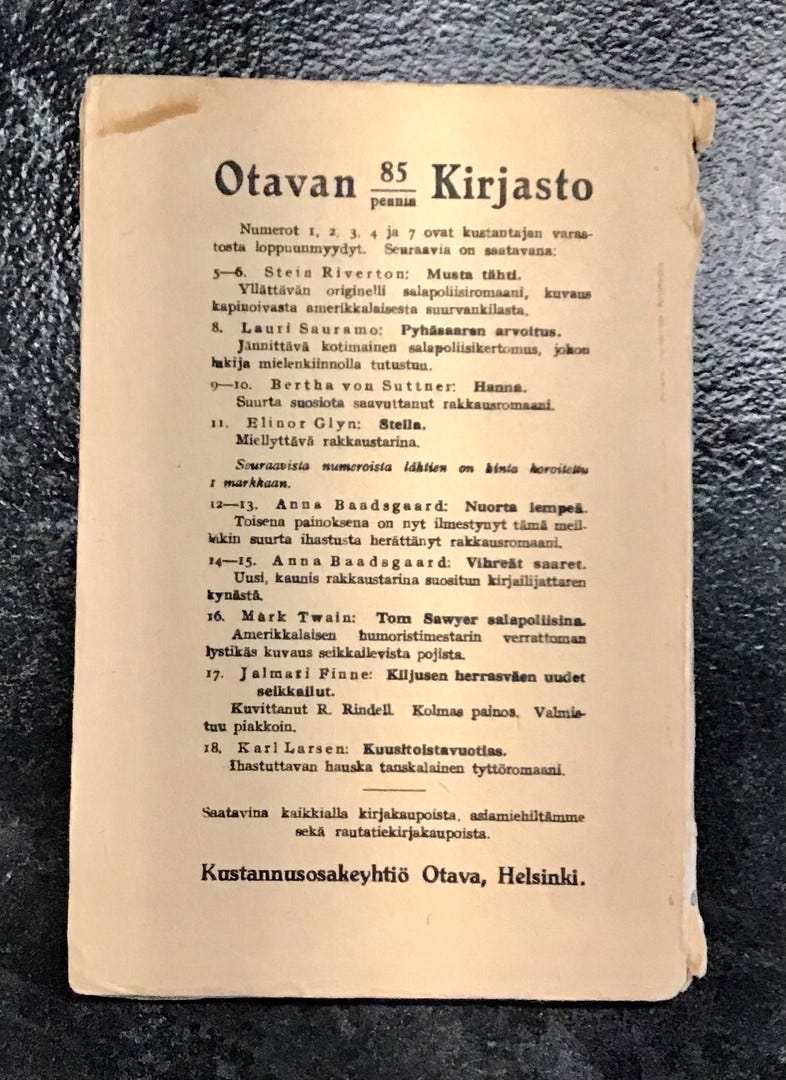 Otavan 85 penniä Kirjasto
Numerot 1, 2, 3, 4 ja 7 ovat kustantajan varas-
tosta loppuunmyydyt. Seuraavia on saatavana:
5—6. Stein Riverton: Musta tähti.
Yllättävän originelli salapoliisiromaani, kuvaus
kapinoivasta amerikkalaisesta suurvankilasta.
8. Lauri Sauramo: Pyhäsaaren arvoitus.
Jännittävä kotimainen salapoliisikertomus, johon
lukija mielenkiinnolla tutustuu.
9—10. Bertha von Suttner: Hanna.
Suurta suosiota saavuttanut rakkausromaani.
11. Elinor Glyn: Stella.
Miellyttävä rakkaustarina.
Seuraavista numeroista lähtien on hinta koroitettu
1 markkaan.
12—13. Anna Baadsgaard: Nuorta lempeä.
Toisena painoksena on nyt ilmestynyt tämä meil-
läkin suurta ihastusta herättänyt rakkausromaani.
14—15. Anna Baadsgaard: Vihreät saaret.
Uusi, kaunis rakkaustarina suositun kirjailijattaren
kynästä.
16. Mark Twain: Tom Sawyer salapoliisina.
Amerikkalaisen humoristimestarin verrattoman
lystikäs kuvaus seikkailevista pojista.
17. Jalmari Finne: Kiljusen herrasväen uudet
seikkailut.
Kuvittanut R. Rindell. Kolmas painos. Valmis-
tuu piakkoin.
18. Karl Larsen: Kuusitoistavuotias.
Ihastuttavan hauska tanskalainen tyttöromaani.
Saatavina kaikkialla kirjakaupoista, asiamiehiltämme
sekä rautatiekirjakaupoista.
Kustannusosakeyhtiö Otava, Helsinki.